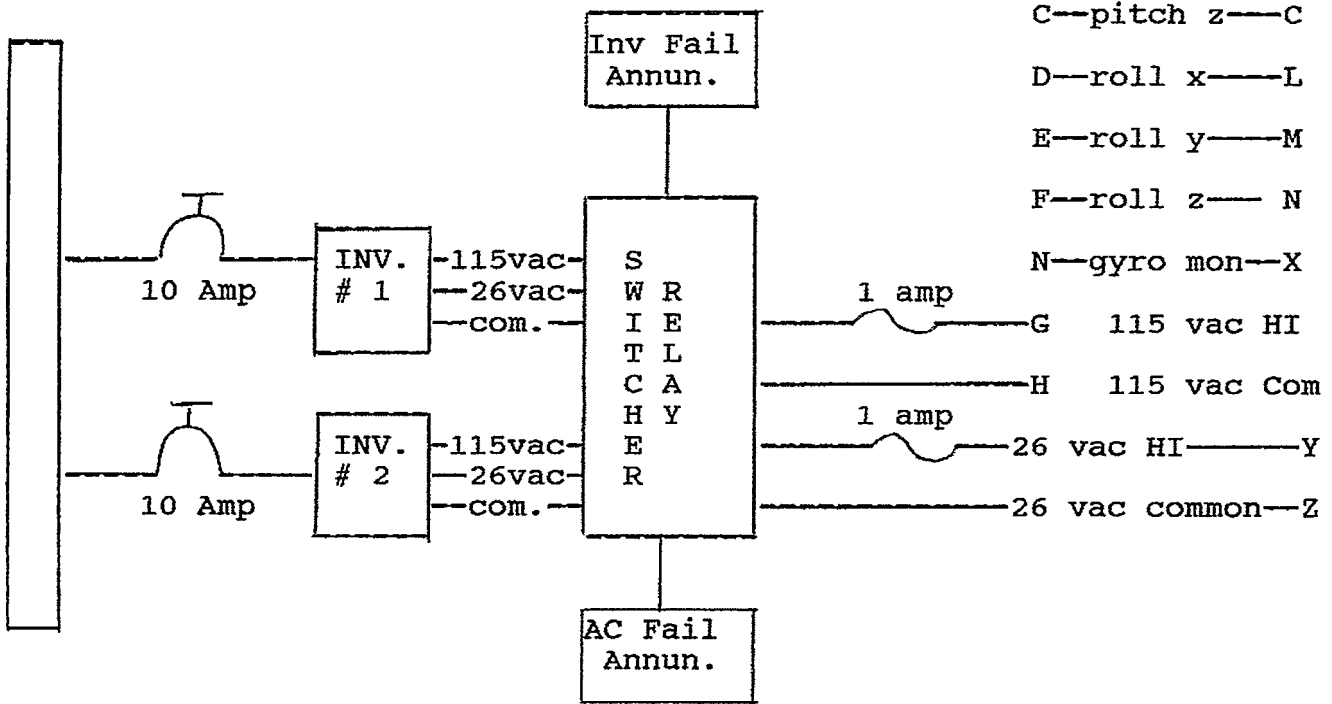 C—pitch z—C
Inv Fail
Annun.
D—roll x—L
E—roll y—M
F—roll z— N
N—gyro mon—X
10 Amp
INV.
# 1
115vac
26vac
com.
SWITCHER
RELAY
1 amp
G 115 vac HI
H 115 vac Com
1 amp
26 vac HI—Y
26 vac common—Z
10 Amp
INV.
# 2
115vac
26vac
com.
AC Fail
Annun.